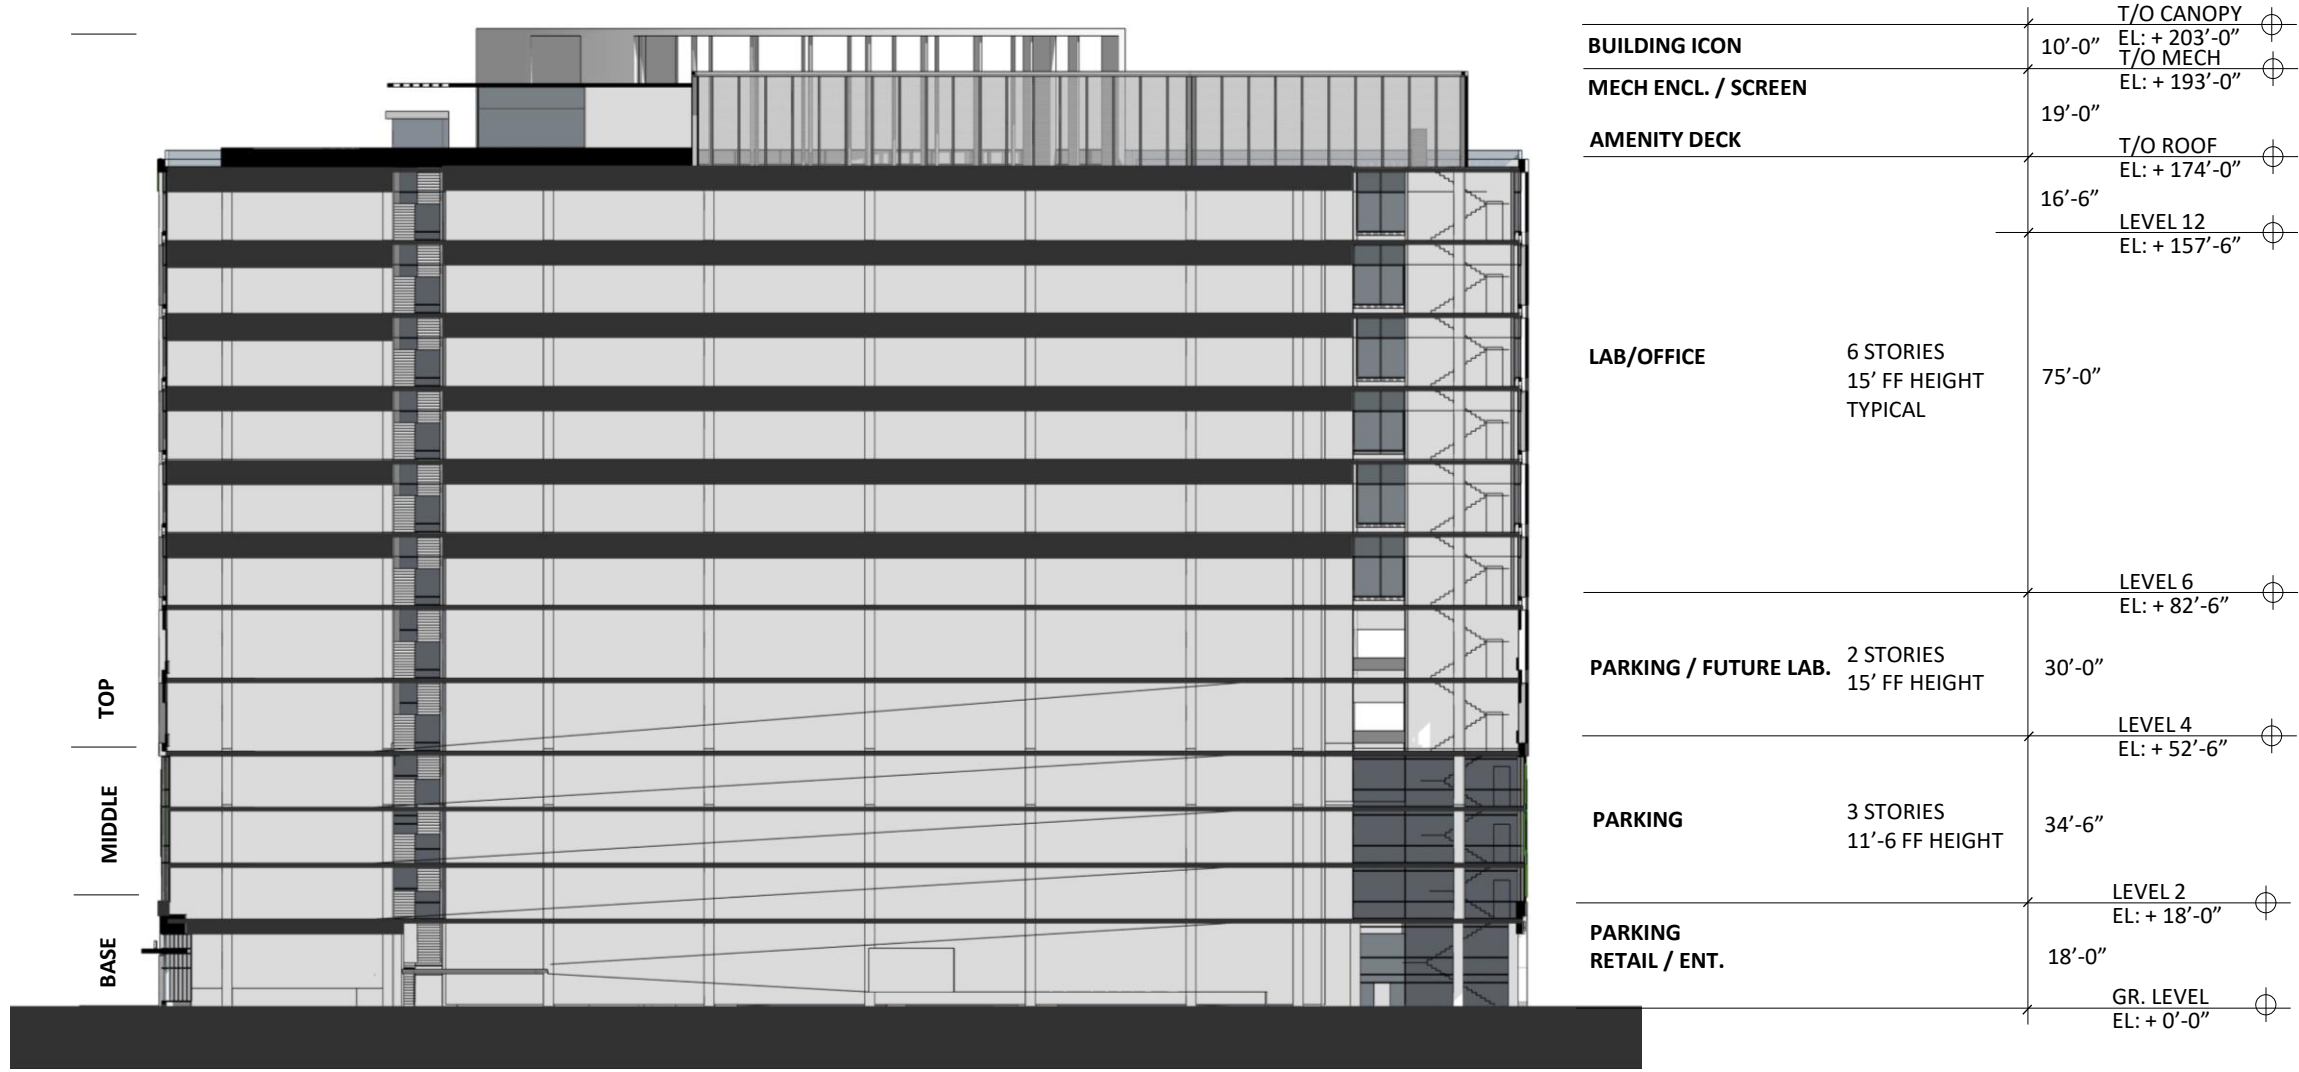 T/O CANOPY
EL: + 203’-0”
BUILDING ICON
10’-0”
T/O MECH
EL: + 193’-0”
MECH ENCL. / SCREEN
19’-0”
AMENITY DECK
T/O ROOF
EL: + 174’-0”
16’-6”
LEVEL 12
EL: + 157’-6”
LAB/OFFICE
6 STORIES
15’ FF HEIGHT
TYPICAL
75’-0”
LEVEL 6
EL: + 82’-6”
PARKING / FUTURE LAB.
2 STORIES
15’ FF HEIGHT
30’-0”
TOP
LEVEL 4
EL: + 52’-6”
MIDDLE
PARKING
3 STORIES
11’-6 FF HEIGHT
34’-6”
LEVEL 2
EL: + 18’-0”
BASE
PARKING
RETAIL / ENT.
18’-0”
GR. LEVEL
EL: + 0’-0”